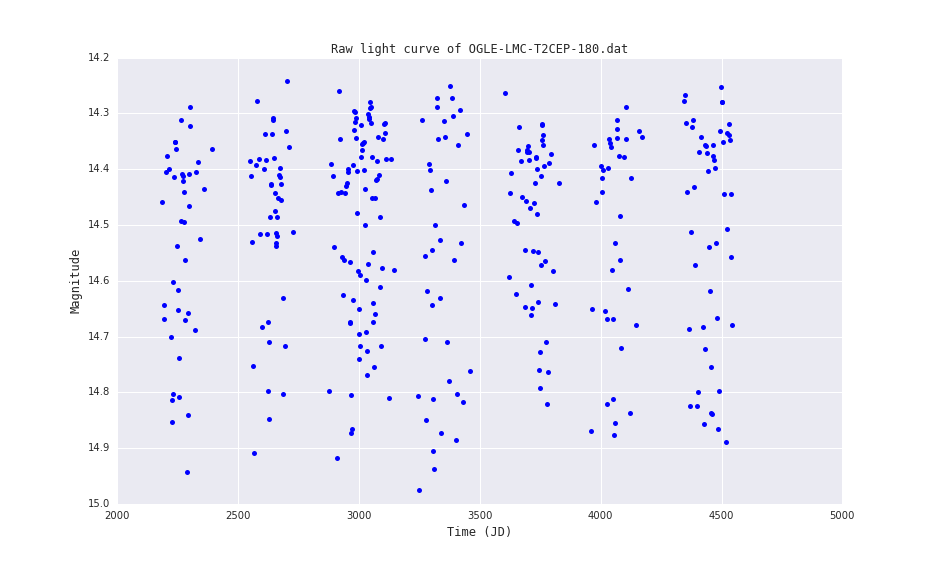 Raw light curve of OGLE-LMC-T2CEP-180.dat
14.2
14.3
14.4
14.5
14.6
14.7
14.8
14.9
15.0
Magnitude
2000 2500 3000 3500 4000 4500 5000
Time (JD)